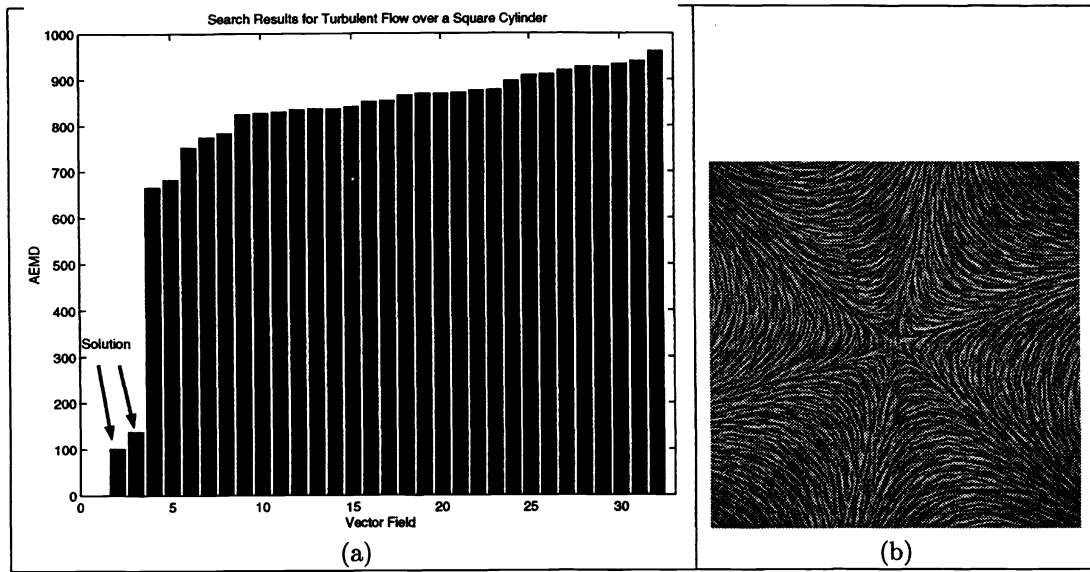 Search Results for Turbulent Flow over a Square Cylinder
1000
900
800
700
600
500
400
300
200
100
0
AEMD
Solution
0 5 10 15 20 25 30
Vector Field
(a)
(b)